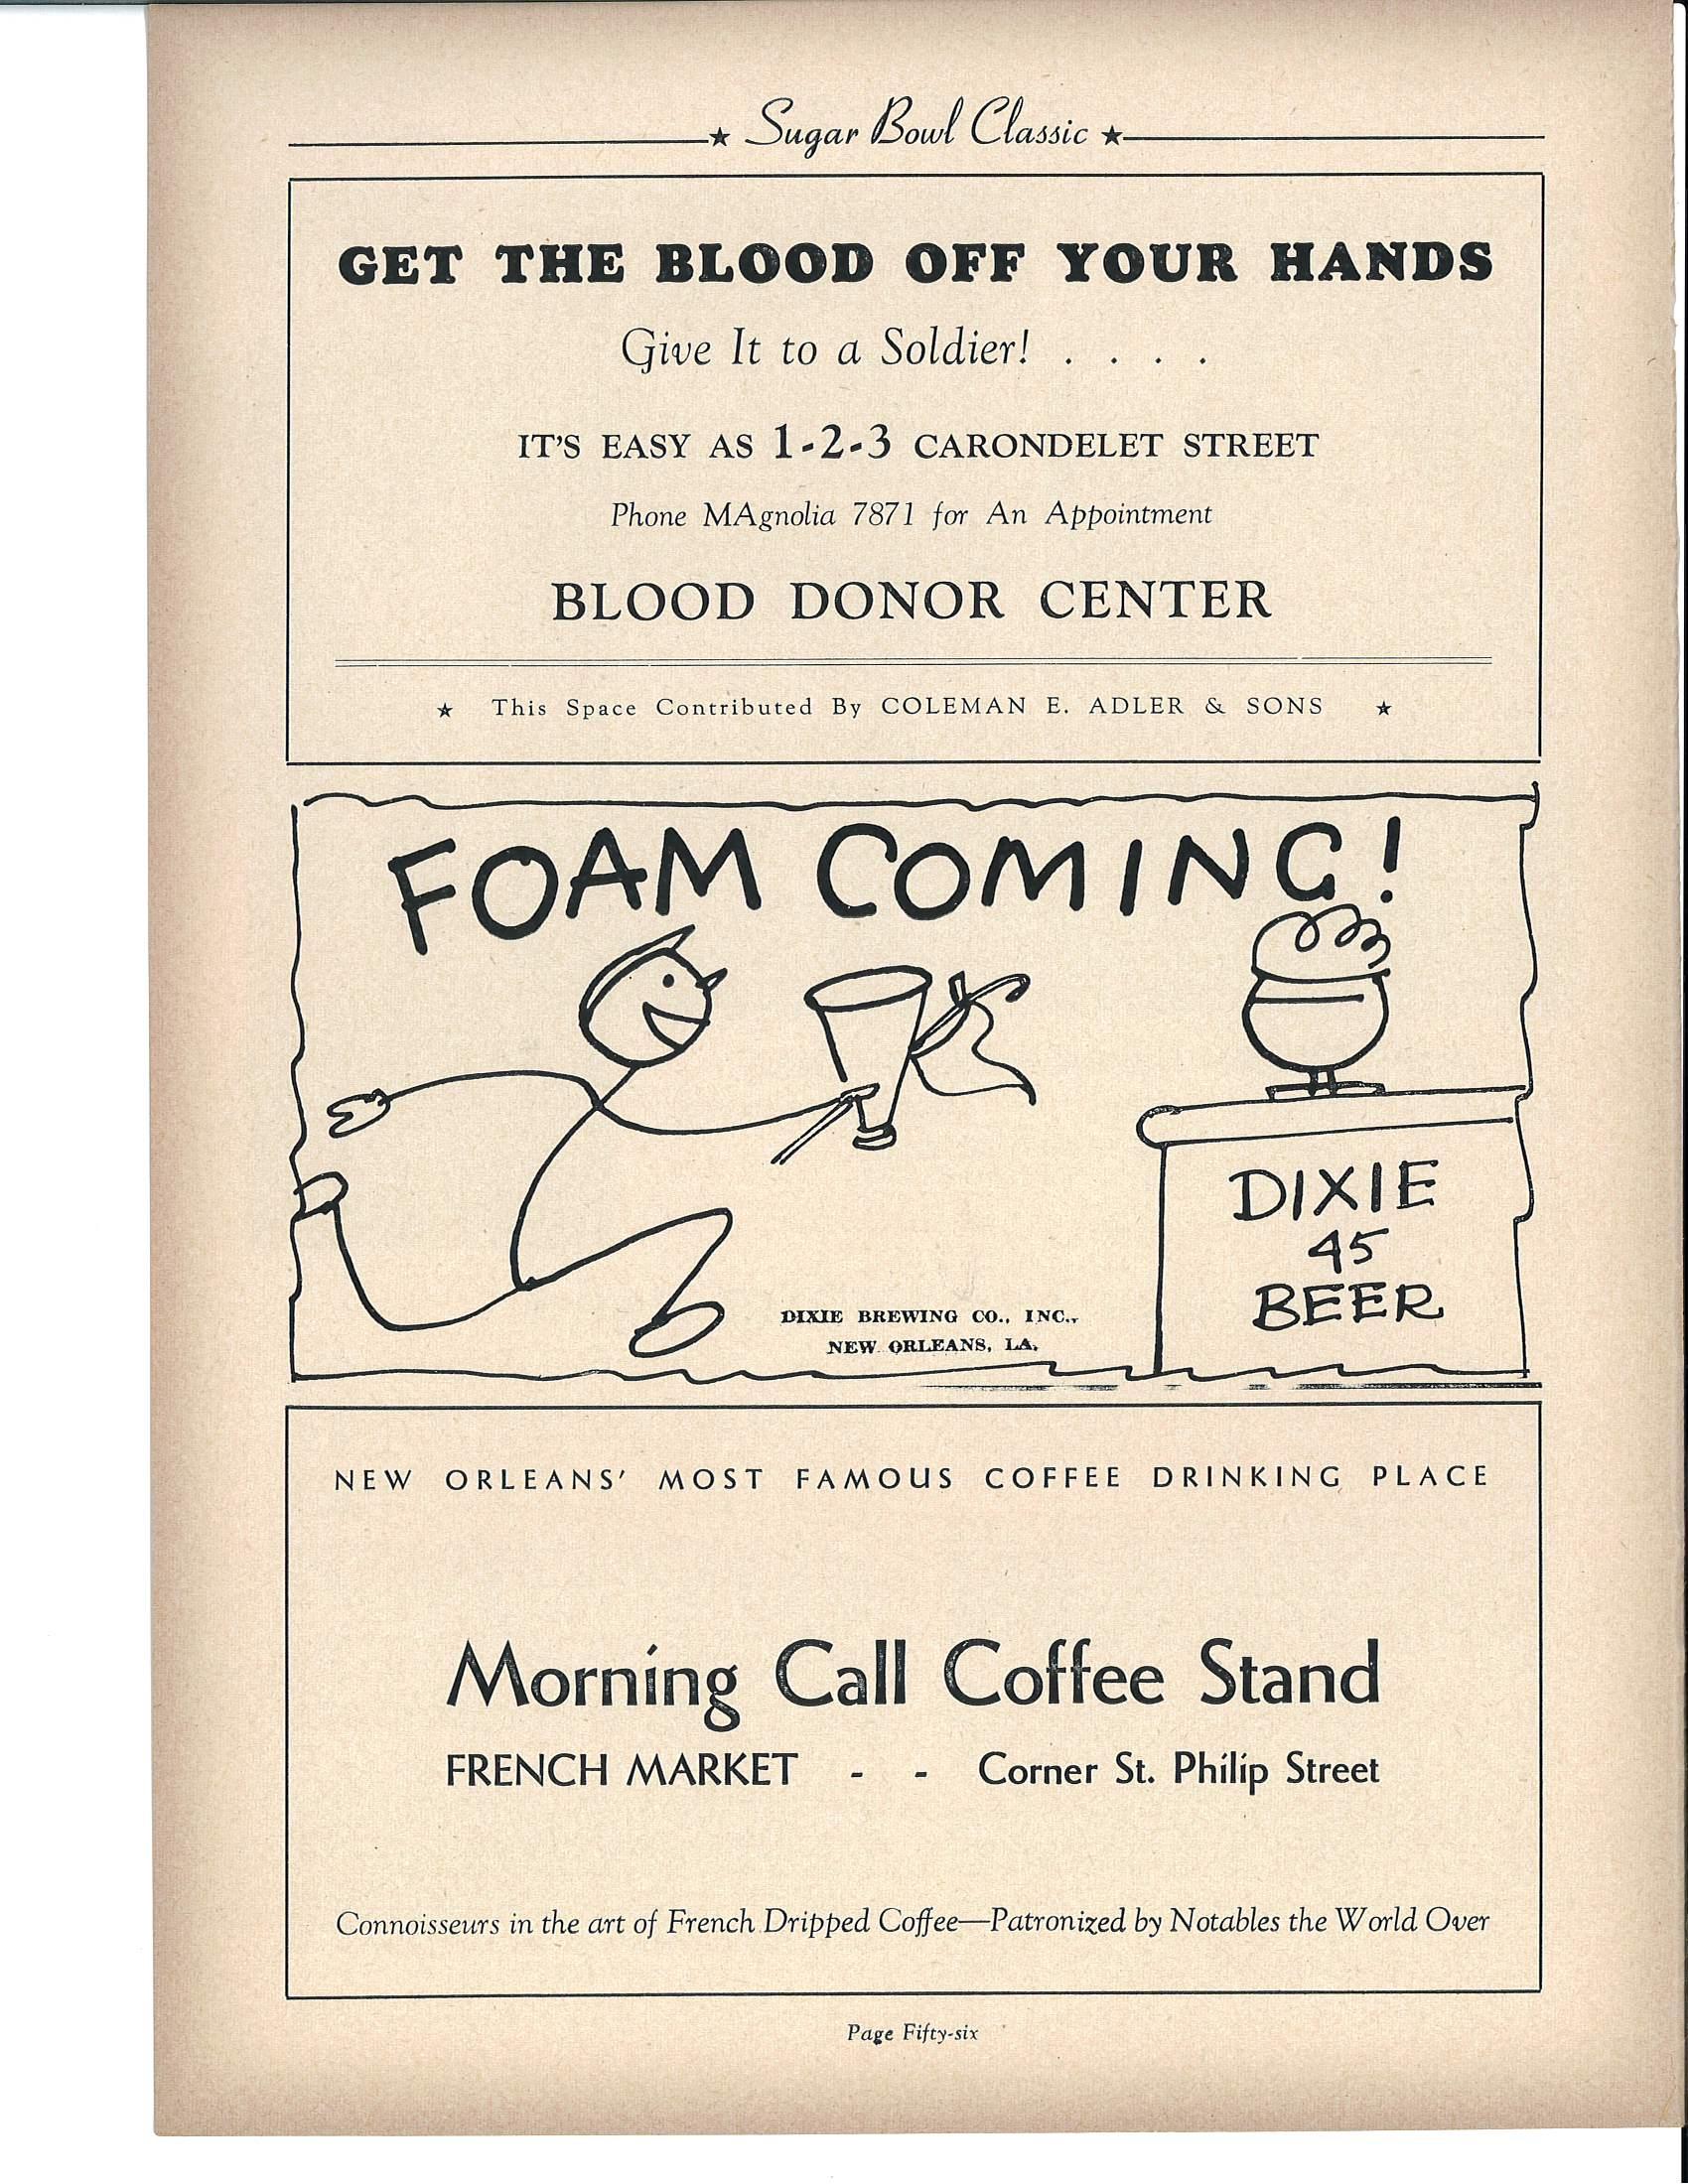 ★ Sugar Bowl Classic ★
GET THE BLOOD OFF YOUR HANDS
Give It to a Soldier! . . . .
IT'S EASY AS 1-2-3 CARONDELET STREET
Phone MAgnolia 7871 for An Appointment
BLOOD DONOR CENTER
★ This Space Contributed By COLEMAN E. ADLER & SONS ★
FOAM COMING!
DIXIE
45
BEER
DIXIE BREWING CO., INC.,
NEW ORLEANS, LA.
NEW ORLEANS' MOST FAMOUS COFFEE DRINKING PLACE
Morning Call Coffee Stand
FRENCH MARKET - - Corner St. Philip Street
Connoisseurs in the art of French Dripped Coffee—Patronized by Notables the World Over
Page Fifty-six